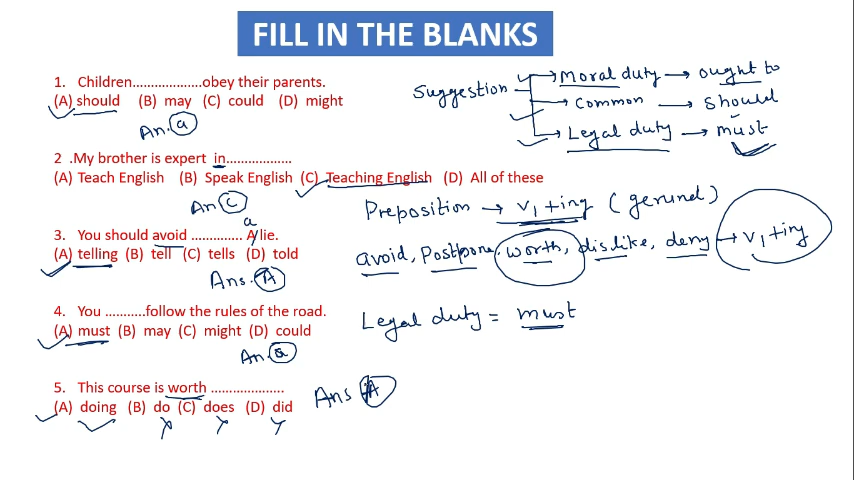 FILL IN THE BLANKS
1. Children...................obey their parents.
(A) should (B) may (C) could (D) might
An. a
Suggestion
Moral duty → ought to
Common → Should
Legal duty → must
2 .My brother is expert in..................
(A) Teach English (B) Speak English (C) Teaching English (D) All of these
An C
Preposition → V1 + ing (gerund)
a
3. You should avoid .............. A lie.
(A) telling (B) tell (C) tells (D) told
Ans. A
avoid, Postpone, worth, dislike, deny → V1 + ing
4. You ...........follow the rules of the road.
(A) must (B) may (C) might (D) could
An. a
Legal duty = must
5. This course is worth ....................
(A) doing (B) do (C) does (D) did
Ans A